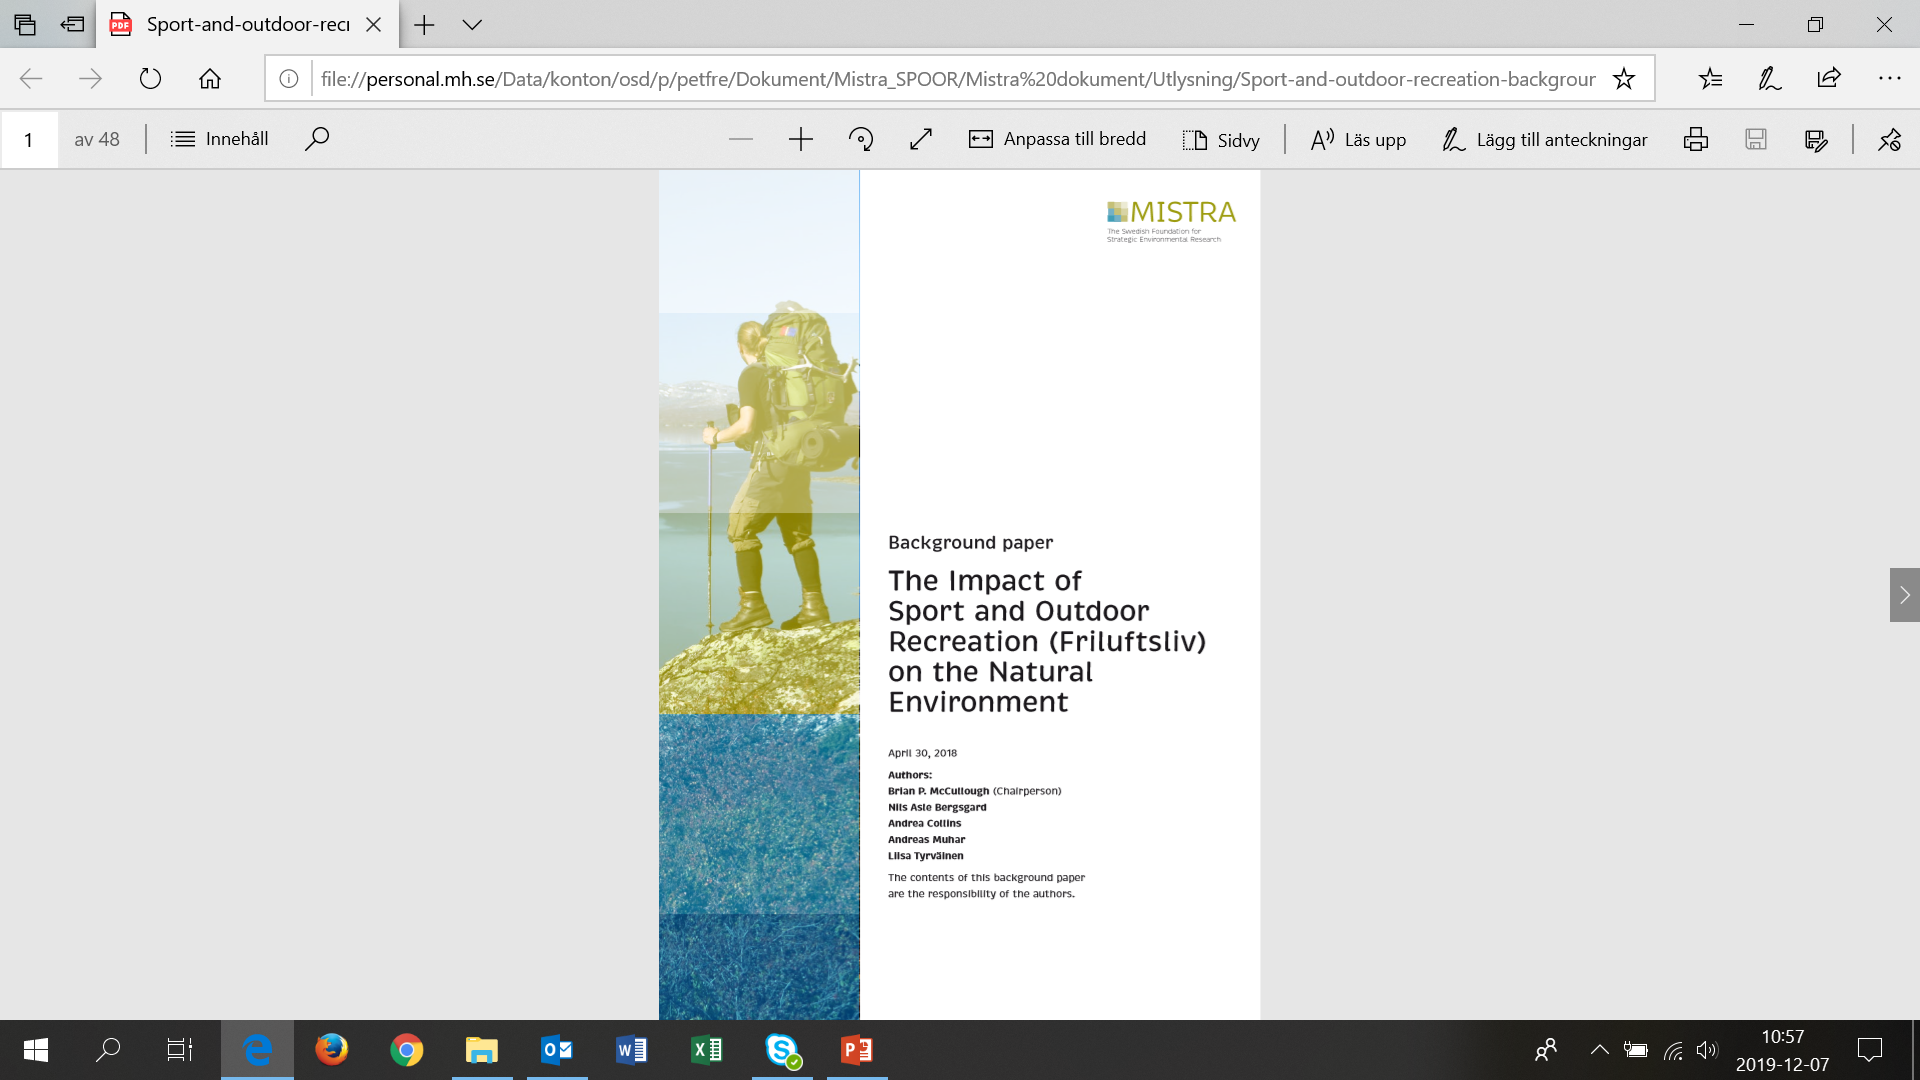 Sport-and-outdoor-recr
file://personal.mh.se/Data/konton/osd/p/petfre/Dokument/Mistra_SPOOR/Mistra%20dokument/Utlysning/Sport-and-outdoor-recreation-backgroun
1 av 48 Innehåll Anpassa till bredd Sidvy Läs upp Lägg till anteckningar
MISTRA
The Swedish Foundation for
Strategic Environmental Research
Background paper
The Impact of
Sport and Outdoor
Recreation (Friluftsliv)
on the Natural
Environment
April 30, 2018
Authors:
Brian P. McCullough (Chairperson)
Nils Asle Bergsgard
Andrea Collins
Andreas Muhar
Liisa Tyrväinen
The contents of this background paper
are the responsibility of the authors.
10:57
2019-12-07